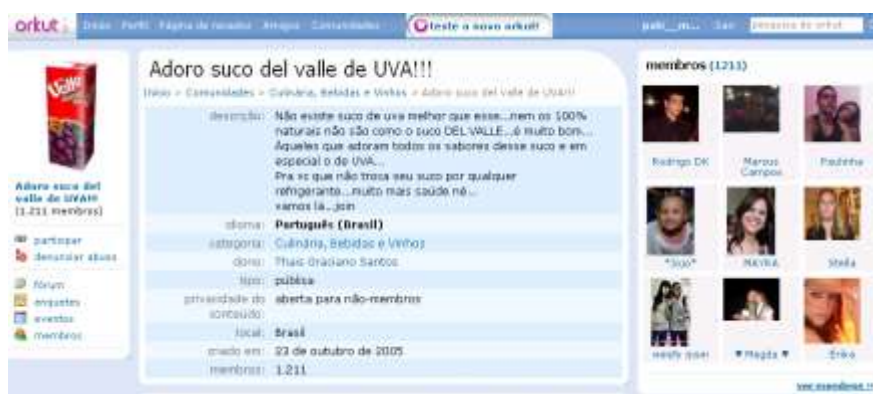 orkut
Início Perfil Página de recados Amigos Comunidades
teste o novo orkut!
Sair
pesquisa do orkut
Adoro suco del valle de UVA!!!
Início > Comunidades > Culinária, Bebidas e Vinhos > Adoro suco del valle de UVA!!!
descrição: Não existe suco de uva melhor que esse...nem os 100%
naturais não são como o suco DEL VALLE...é muito bom...
Aqueles que adoram todos os sabores desse suco e em
especial o de UVA...
Pra vc que não troca seu suco por qualquer
refrigerante...muito mais saúde né...
vamos lá...join
idioma: Português (Brasil)
categoria: Culinária, Bebidas e Vinhos
dono: Thais Graciano Santos
tipo: pública
privacidade do conteúdo: aberta para não-membros
local: Brasil
criado em: 23 de outubro de 2005
membros: 1.211
Adoro suco del
valle de UVA!!!
(1.211 membros)
participar
denunciar abuso
fórum
enquetes
eventos
membros
membros (1211)
Rodrigo DK
Marcus Campos
Paulinha
MAYRA
Stella
♥ Magda ♥
Erika